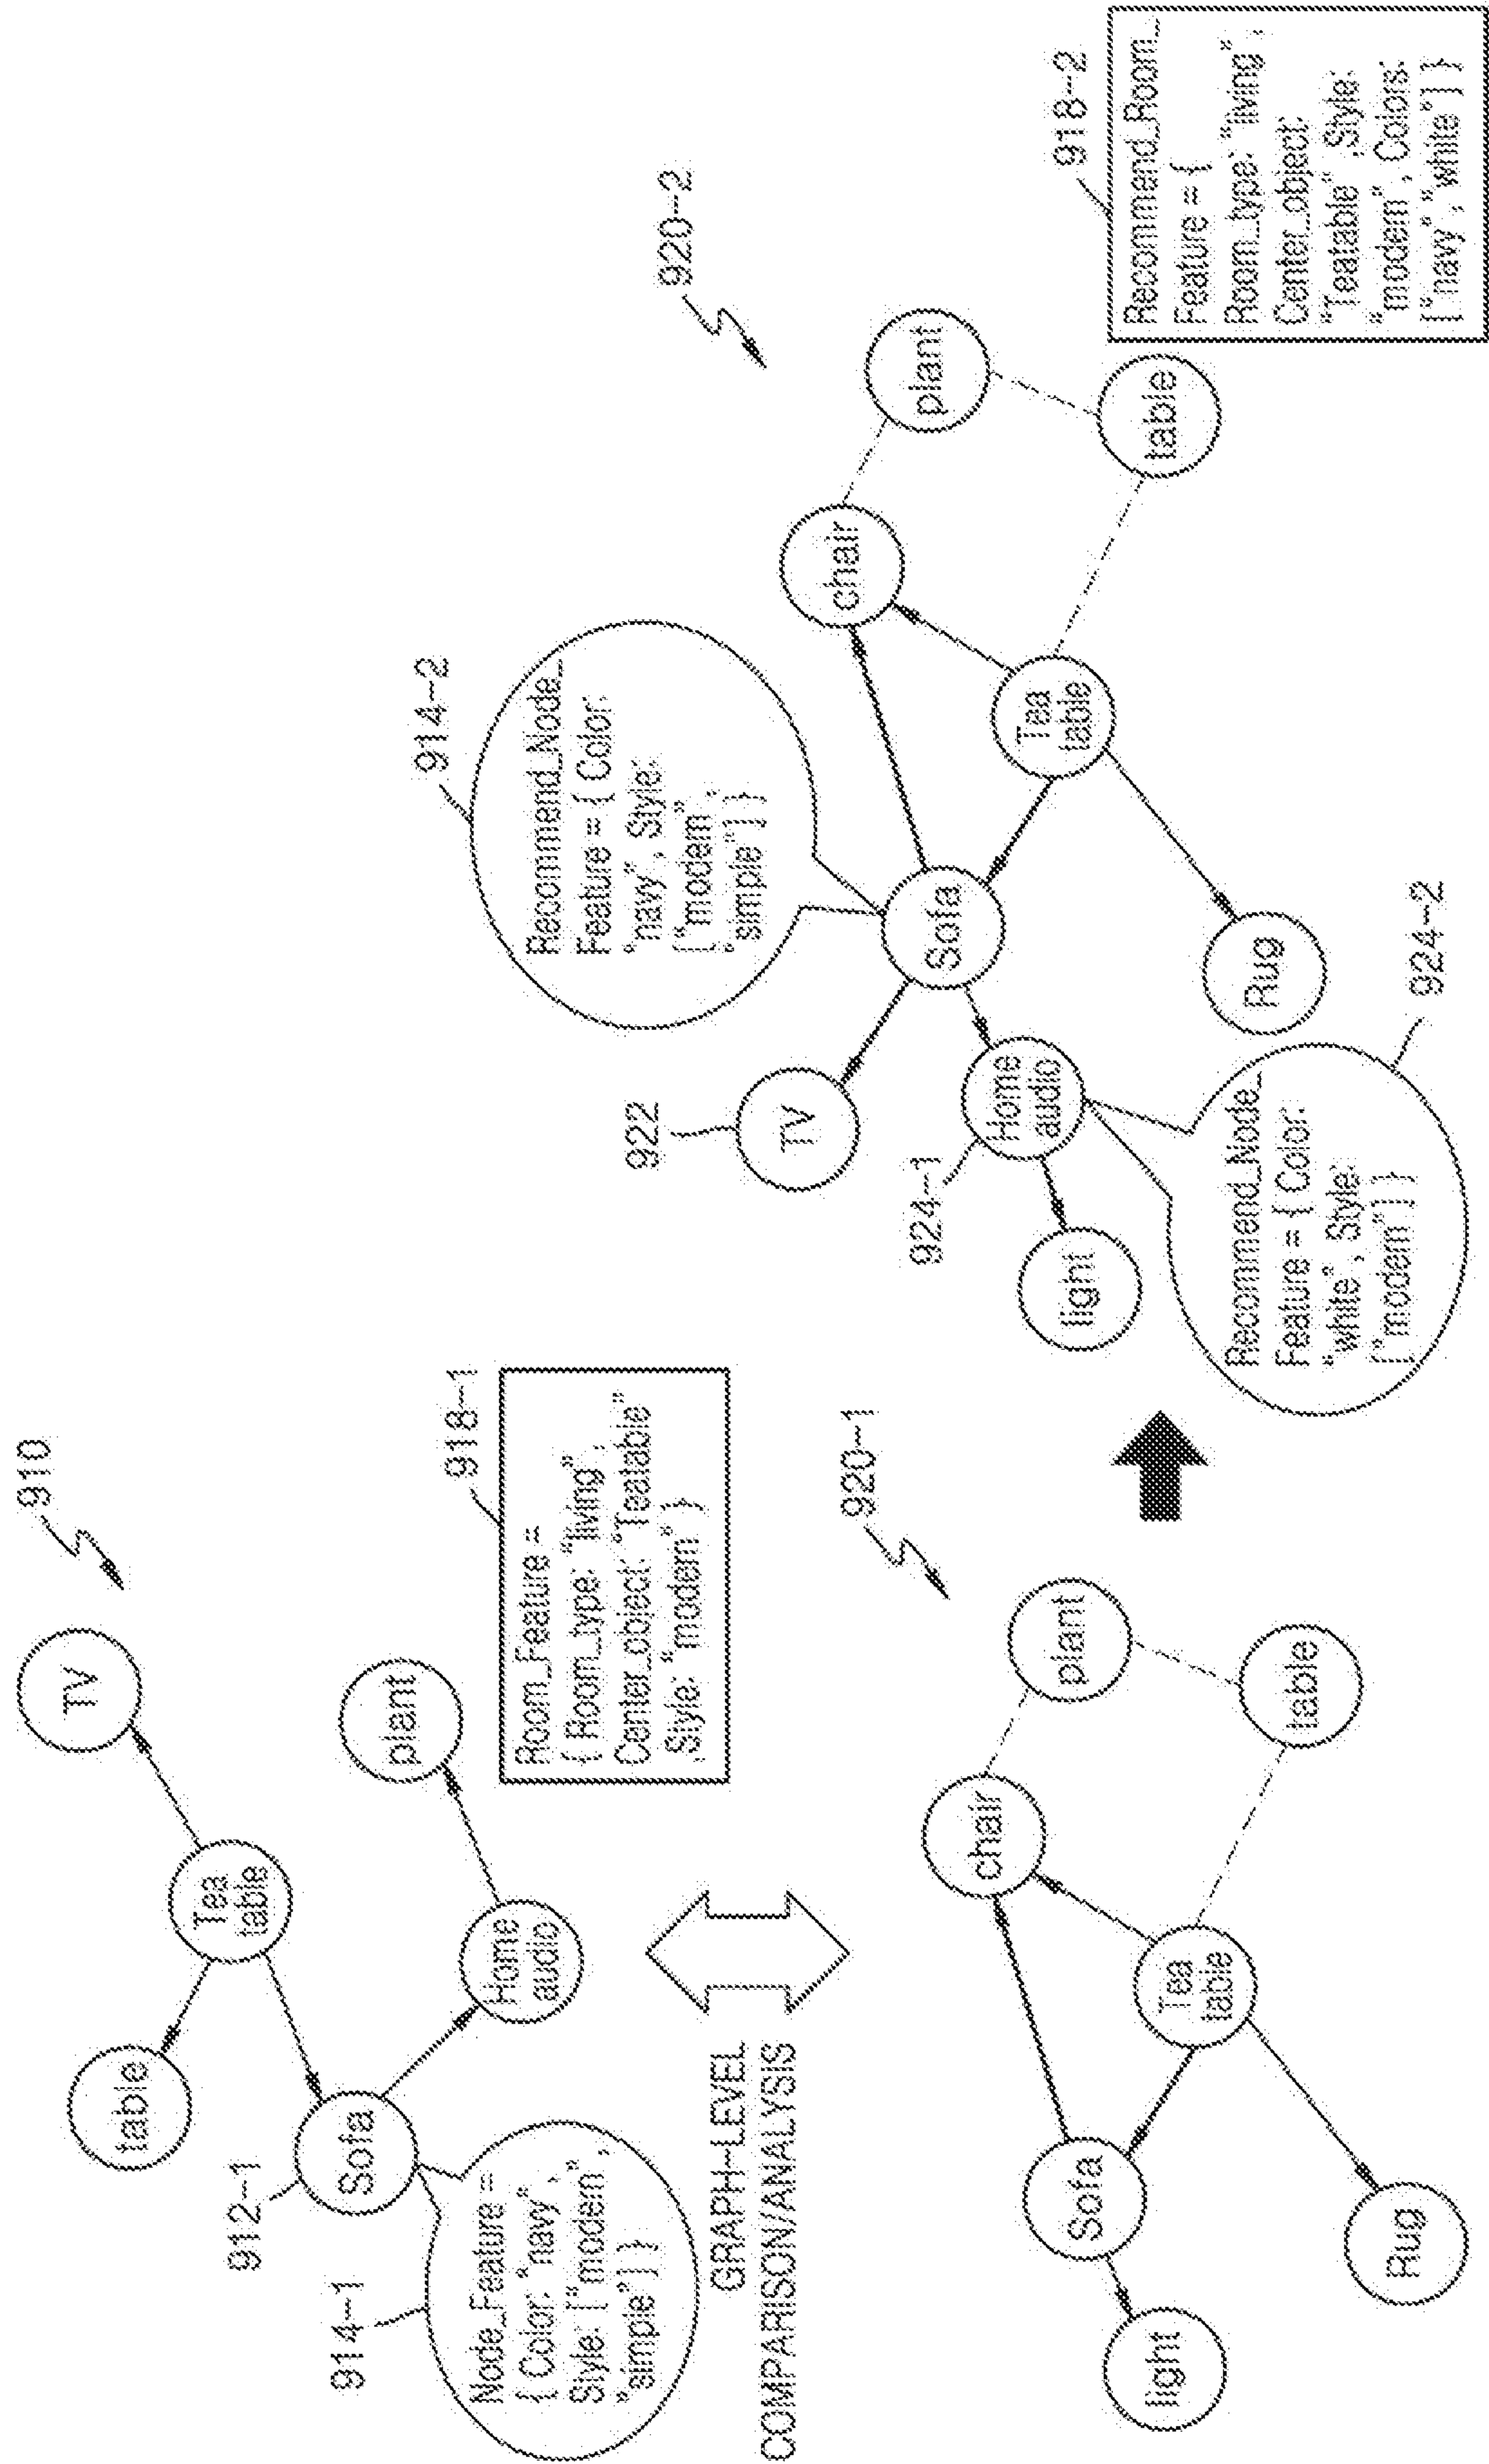 910
TV
table
Tea
table
912-1
Sofa
plant
914-1
Node_Feature =
{ Color: "navy",
Style: ["modern",
"simple"] }
Home
audio
918-1
Room_Feature =
{ Room_type: "living",
Center_object: "Teatable"
,Style: "modern" }
GRAPH-LEVEL
COMPARISON/ANALYSIS
920-1
chair
plant
Sofa
light
Tea
table
table
Rug
920-2
914-2
Recommend_Node_
Feature = { Color:
"navy", Style:
["modern",
"simple"] }
922
TV
chair
plant
Sofa
924-1
Home
audio
light
Tea
table
table
Rug
924-2
Recommend_Node_
Feature = { Color:
"white", Style:
["modern"] }
918-2
Recommend_Room_
Feature = {
Room_type: "living",
Center_object:
"Teatable",Style:
"modern", Colors:
["navy","white"] }